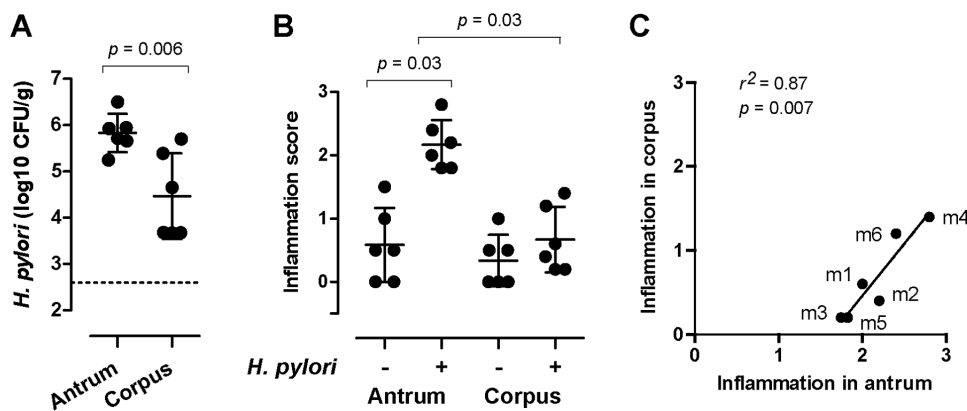 A
p = 0.006
H. pylori (log10 CFU/g)
7
6
5
4
3
2
Antrum
Corpus
B
p = 0.03
p = 0.03
Inflammation score
3
2
1
0
H. pylori
- + - +
Antrum Corpus
C
r2 = 0.87
p = 0.007
Inflammation in corpus
3
2
1
0
m4
m6
m1
m2
m3
m5
0 1 2 3
Inflammation in antrum